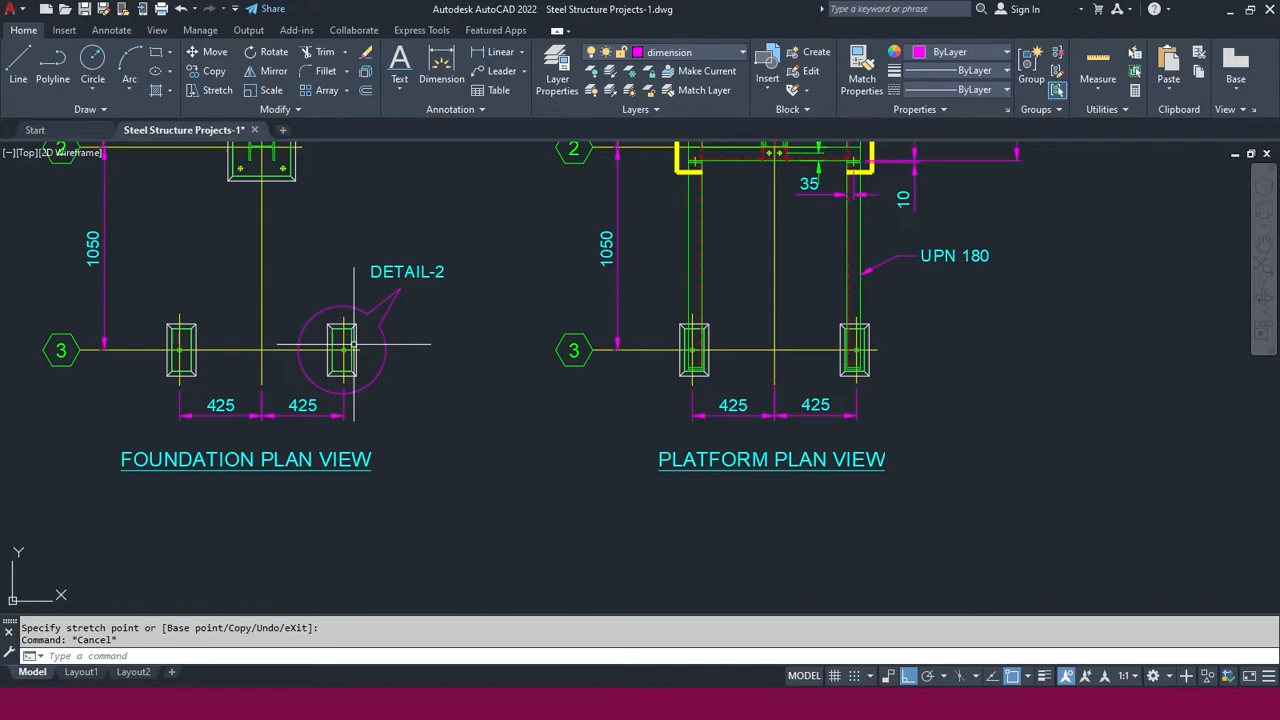 Share
Autodesk AutoCAD 2022 Steel Structure Projects-1.dwg
Type a keyword or phrase
Sign In
Home Insert Annotate View Manage Output Add-ins Collaborate Express Tools Featured Apps
Line Polyline Circle Arc
Move Rotate Trim
Copy Mirror Fillet
Stretch Scale Array
Text Dimension
Linear
Leader
Table
Layer Properties
dimension
Make Current
Match Layer
Insert
Create
Edit
Match Properties
ByLayer
ByLayer
ByLayer
Group
Measure
Paste
Base
Draw Modify Annotation Layers Block Properties Groups Utilities Clipboard View
Start Steel Structure Projects-1*
[−][Top][2D Wireframe]
2
2
35
10
1050
1050
UPN 180
DETAIL-2
3
3
425 425
425 425
FOUNDATION PLAN VIEW
PLATFORM PLAN VIEW
Y
X
Specify stretch point or [Base point/Copy/Undo/eXit]:
Command: *Cancel*
Type a command
Model Layout1 Layout2
MODEL
1:1